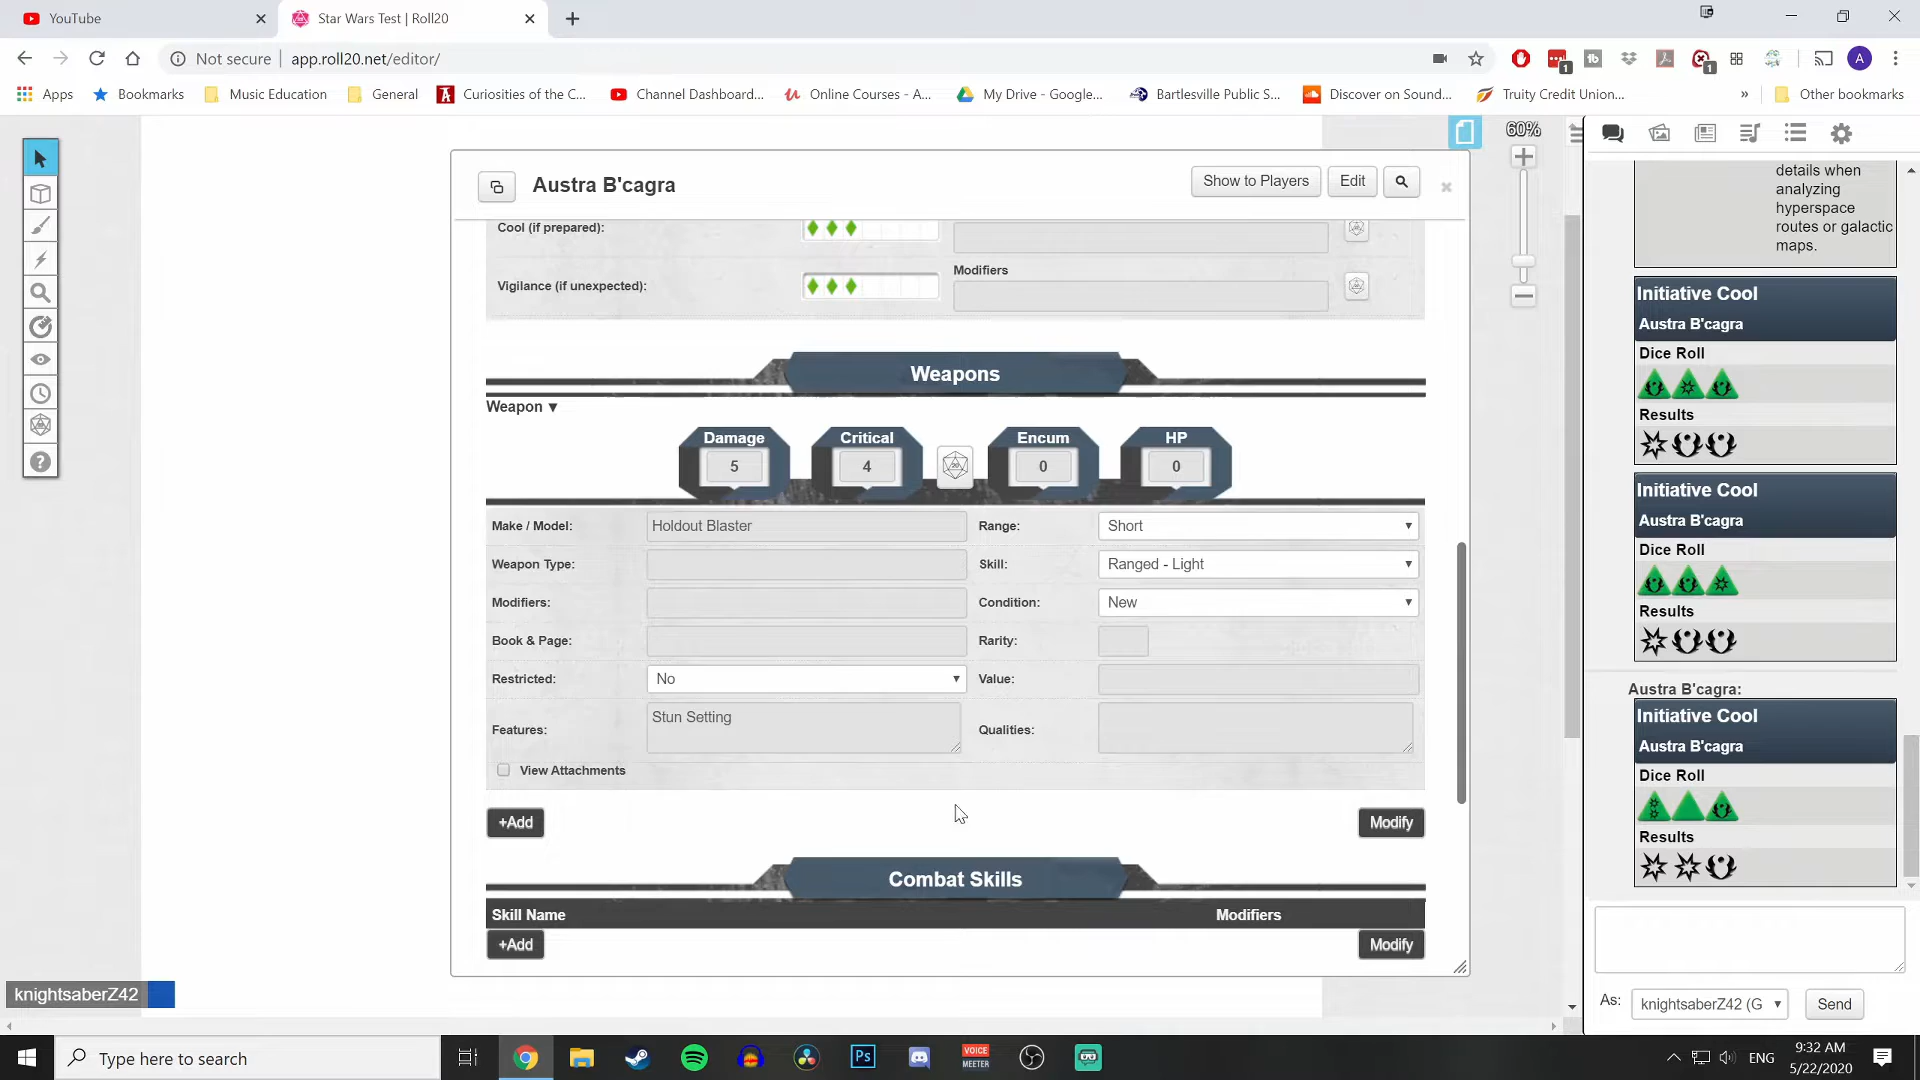 YouTube
Star Wars Test | Roll20
Not secure
app.roll20.net/editor/
1
1
A
Apps
Bookmarks
Music Education
General
Curiosities of the C...
Channel Dashboard...
Online Courses - A...
My Drive - Google...
Bartlesville Public S...
Discover on Sound...
Truity Credit Union...
»
Other bookmarks
60%
Austra B'cagra
Show to Players
Edit
Cool (if prepared):
Modifiers
Vigilance (if unexpected):
Weapons
Weapon ▼
Damage
Critical
Encum
HP
5
4
0
0
Make / Model:
Holdout Blaster
Range:
Short
Weapon Type:
Skill:
Ranged - Light
Modifiers:
Condition:
New
Book & Page:
Rarity:
Restricted:
No
Value:
Features:
Stun Setting
Qualities:
View Attachments
+Add
Modify
Combat Skills
Skill Name
Modifiers
+Add
Modify
details when
analyzing
hyperspace
routes or galactic
maps.
Initiative Cool
Austra B'cagra
Dice Roll
Results
Initiative Cool
Austra B'cagra
Dice Roll
Results
Austra B'cagra:
Initiative Cool
Austra B'cagra
Dice Roll
Results
As:
knightsaberZ42 (G
Send
knightsaberZ42
Type here to search
Ps
VOICE
MEETER
ENG
9:32 AM
5/22/2020